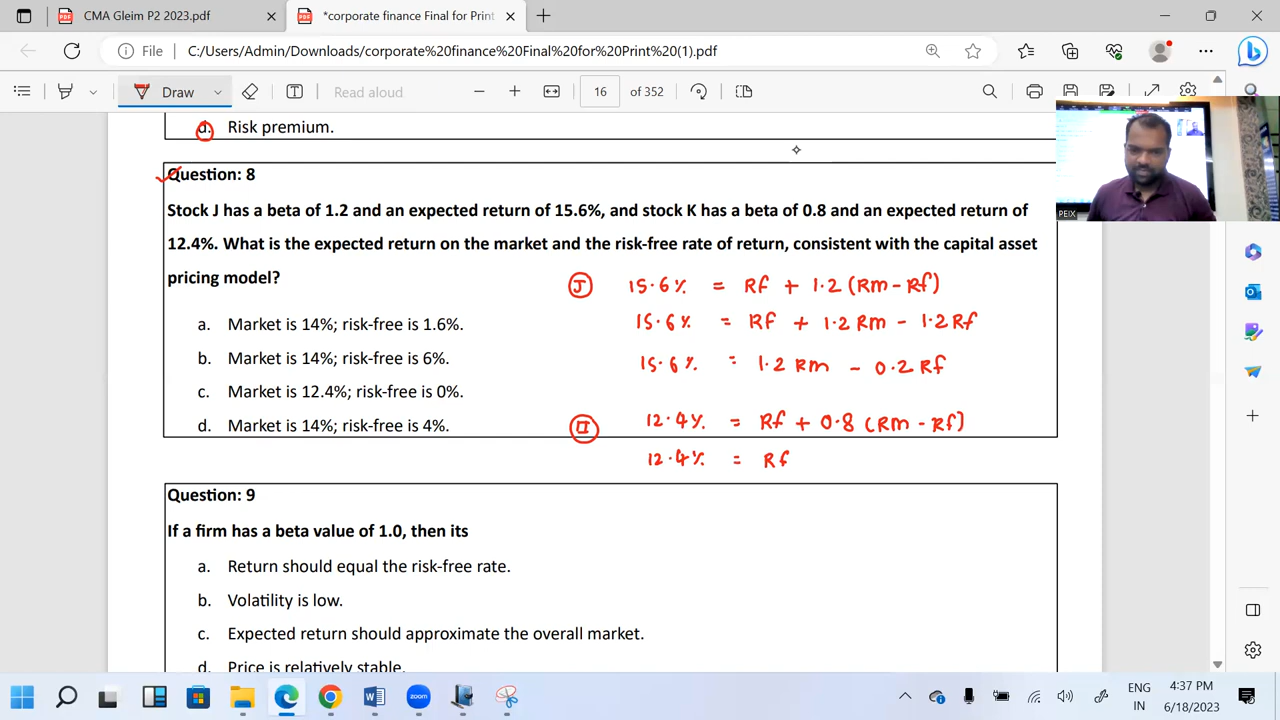 CMA Gleim P2 2023.pdf
*corporate finance Final for Print
File
C:/Users/Admin/Downloads/corporate%20finance%20Final%20for%20Print%20(1).pdf
Draw
Read aloud
16
of 352
d. Risk premium.
PEIX
Question: 8
Stock J has a beta of 1.2 and an expected return of 15.6%, and stock K has a beta of 0.8 and an expected return of
12.4%. What is the expected return on the market and the risk-free rate of return, consistent with the capital asset
pricing model?
J 15.6% = Rf + 1.2 (Rm - Rf)
a. Market is 14%; risk-free is 1.6%.
15.6% = Rf + 1.2 Rm - 1.2 Rf
b. Market is 14%; risk-free is 6%.
15.6% = 1.2 Rm - 0.2 Rf
c. Market is 12.4%; risk-free is 0%.
d. Market is 14%; risk-free is 4%.
12.4% = Rf + 0.8 (Rm - Rf)
12.4% = Rf
Question: 9
If a firm has a beta value of 1.0, then its
a. Return should equal the risk-free rate.
b. Volatility is low.
c. Expected return should approximate the overall market.
d. Price is relatively stable.
zoom
ENG
IN
4:37 PM
6/18/2023